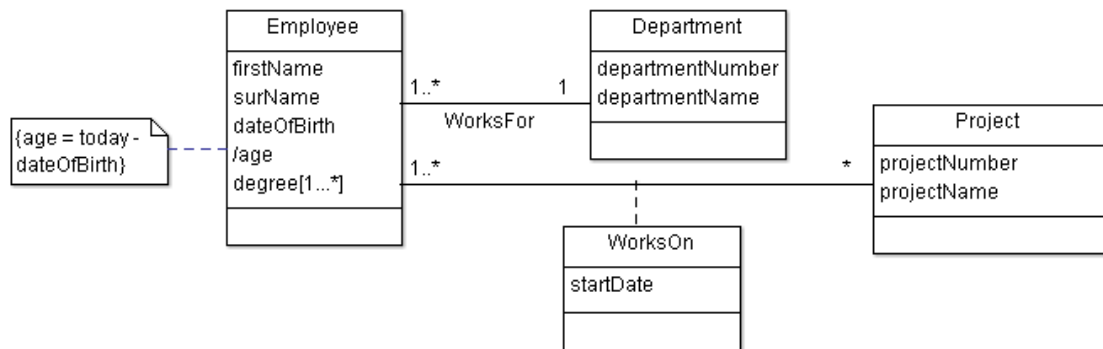 Employee
firstName
surName
dateOfBirth
/age
degree[1...*]
{age = today -
dateOfBirth}
1..*
1
WorksFor
Department
departmentNumber
departmentName
1..*
*
Project
projectNumber
projectName
WorksOn
startDate